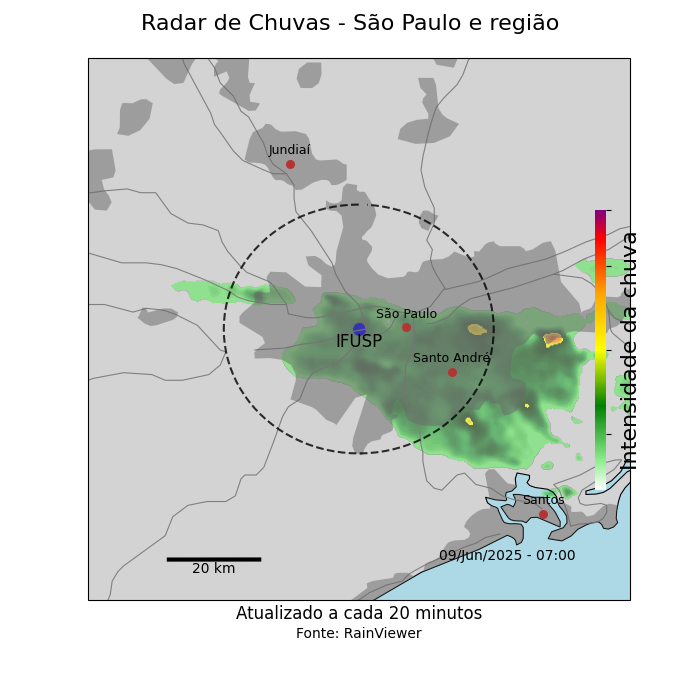 Radar de Chuvas - São Paulo e região
Jundiaí
São Paulo
IFUSP
Santo André
Intensidade da chuva
Santos
09/Jun/2025 - 07:00
20 km
Atualizado a cada 20 minutos
Fonte: RainViewer